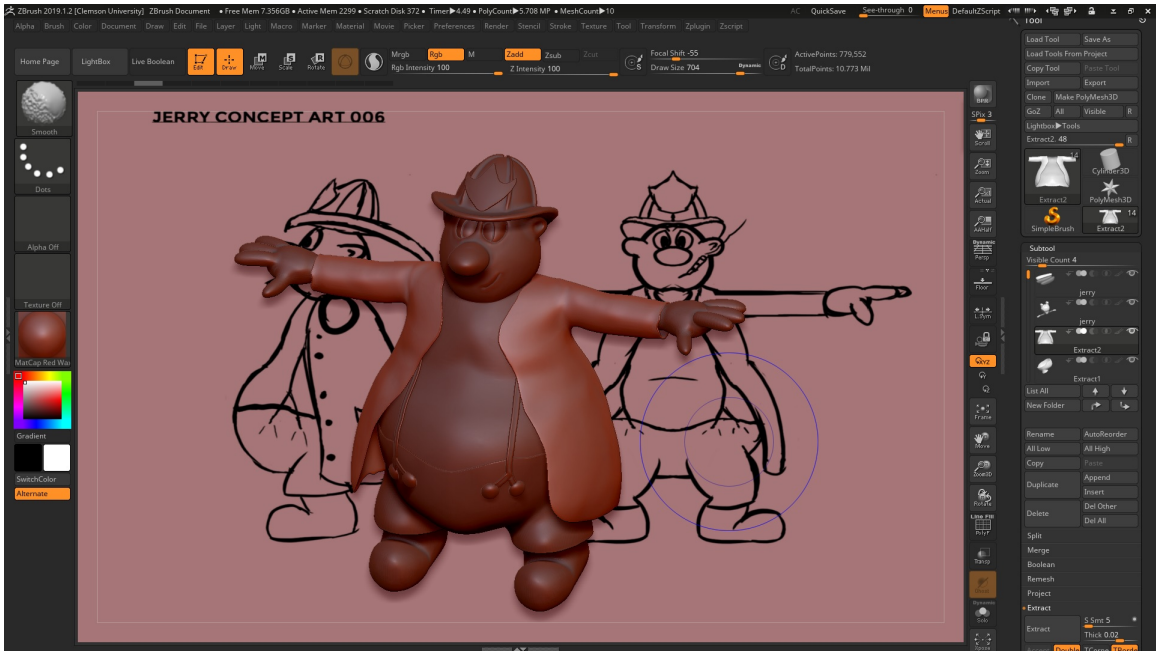 ZBrush 2019.1.2 [Clemson University] ZBrush Document • Free Mem 7.356GB • Active Mem 2299 • Scratch Disk 372 • Timer▶4.49 • PolyCount▶5.708 MP • MeshCount▶10 AC QuickSave See-through 0 Menus DefaultZScript
Alpha Brush Color Document Draw Edit File Layer Light Macro Marker Material Movie Picker Preferences Render Stencil Stroke Texture Tool Transform Zplugin Zscript
Tool
Load Tool Save As
Load Tools From Project
Copy Tool Paste Tool
Import Export
Clone Make PolyMesh3D
GoZ All Visible R
Lightbox▶Tools
Extract2. 48 R
14
Cylinder3D
Extract2 PolyMesh3D
14
SimpleBrush Extract2
Home Page LightBox Live Boolean Edit Draw Move Scale Rotate
Mrgb Rgb M Zadd Zsub Zcut
Rgb Intensity 100 Z Intensity 100
Focal Shift -55
Draw Size 704 Dynamic
S D
ActivePoints: 779,552
TotalPoints: 10.773 Mil
Smooth
Dots
Alpha Off
Texture Off
MatCap Red Wax
Gradient
SwitchColor
Alternate
JERRY CONCEPT ART 006
BPR
SPix 3
Scroll
Zoom
Actual
AAHalf
Dynamic
Persp
Floor
L.Sym
XYZ
Frame
Move
Zoom3D
Rotate
Line Fill
PolyF
Transp
Dynamic
Solo
Xpose
Subtool
Visible Count 4
jerry
jerry
Extract2
Extract1
List All
New Folder
Rename AutoReorder
All Low All High
Copy Paste
Duplicate Append
Insert
Delete Del Other
Del All
Split
Merge
Boolean
Remesh
Project
Extract
Extract S Smt 5
Thick 0.02
Double